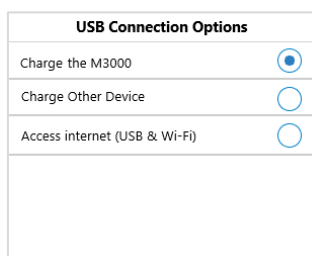 USB Connection Options
Charge the M3000
Charge Other Device
Access internet (USB & Wi-Fi)